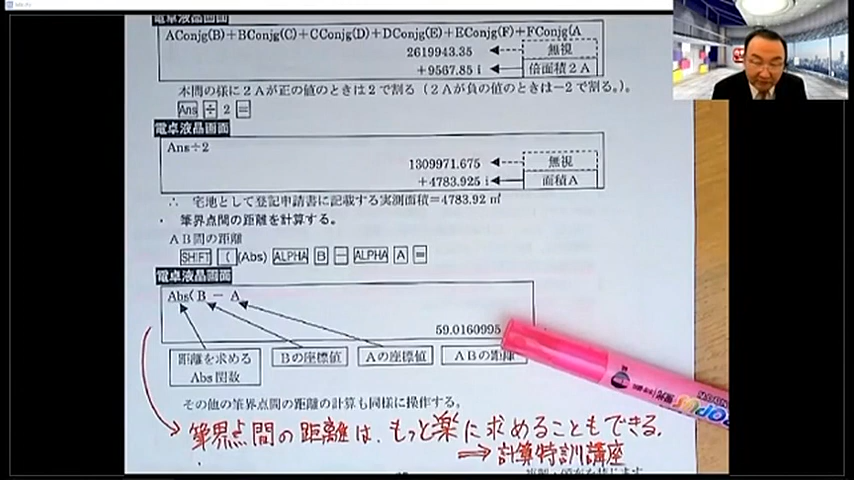 電卓液晶画面
AConjg(B)+BConjg(C)+CConjg(D)+DConjg(E)+EConjg(F)+FConjg(A
2619943.35 無視
+9567.85 i 倍面積2A
本問の様に2Aが正の値のときは2で割る(2Aが負の値のときは-2で割る。)。
Ans ÷ 2 =
電卓液晶画面
Ans÷2
1309971.675 無視
+4783.925 i 面積A
∴ 宅地として登記申請書に記載する実測面積=4783.92㎡
・ 筆界点間の距離を計算する。
AB間の距離
SHIFT ( (Abs) ALPHA B － ALPHA A =
電卓液晶画面
Abs( B － A
59.0160995
距離を求める Bの座標値 Aの座標値 ABの距離
Abs関数
その他の筆界点間の距離の計算も同様に操作する。
筆界点間の距離は、もっと楽に求めることもできる。
⇒ 計算特訓講座